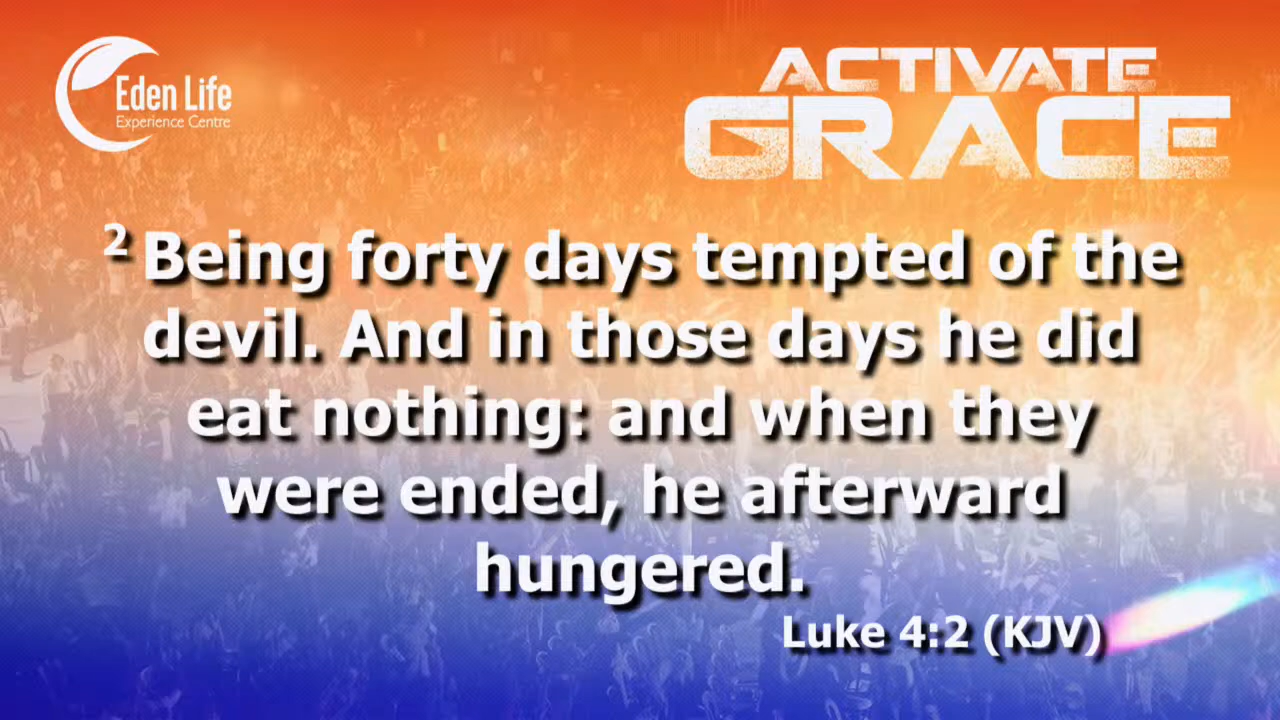 Eden Life
Experience Centre
ACTIVATE
GRACE
2 Being forty days tempted of the
devil. And in those days he did
eat nothing: and when they
were ended, he afterward
hungered.
Luke 4:2 (KJV)